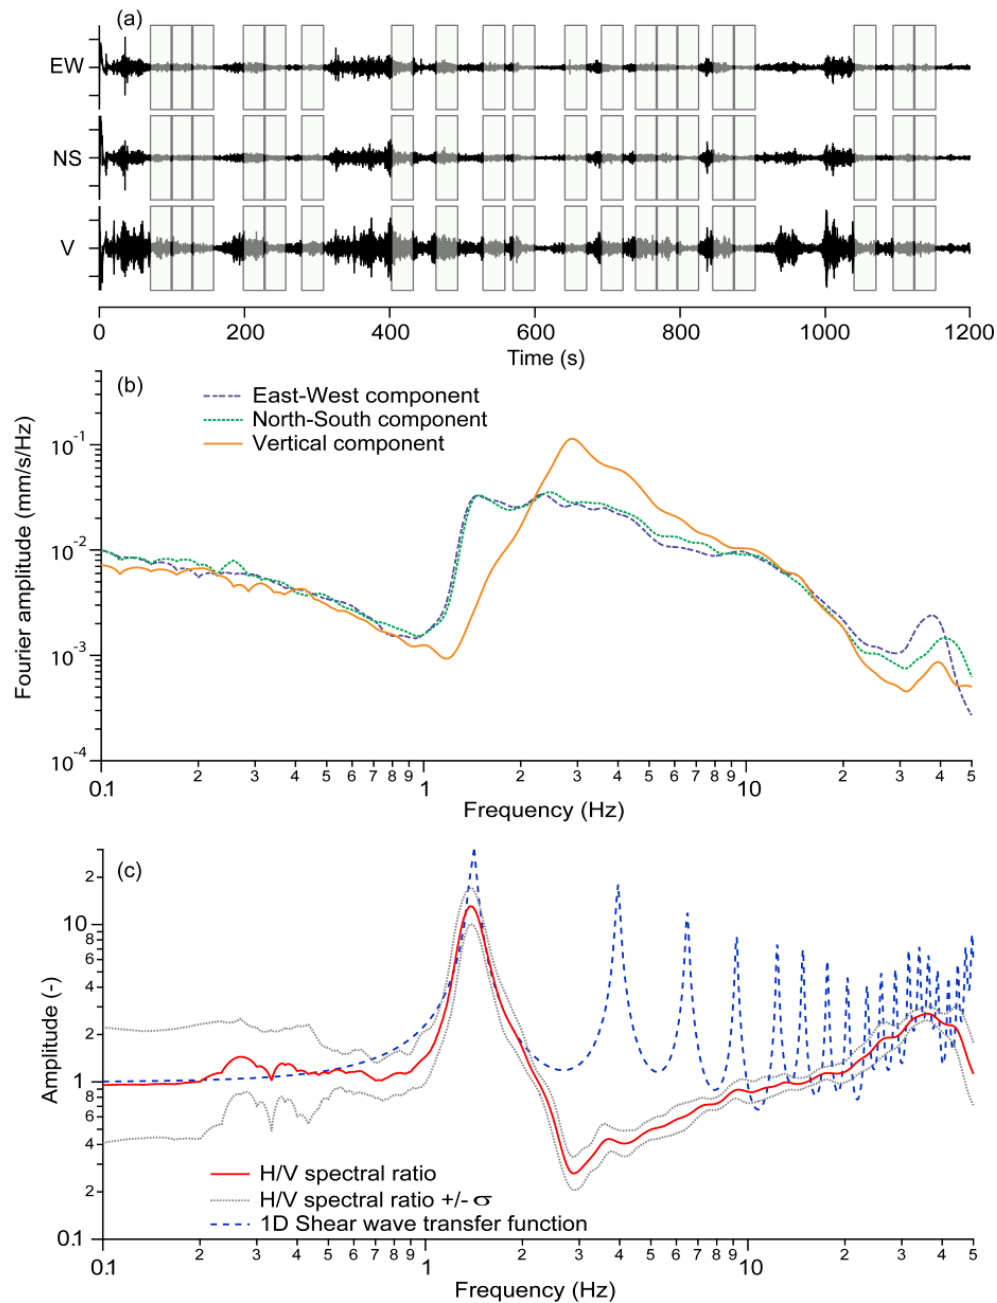 (a)
EW
NS
V
0 200 400 600 800 1000 1200
Time (s)
(b)
East-West component
North-South component
Vertical component
Fourier amplitude (mm/s/Hz)
10-1
10-2
10-3
10-4
0.1 2 3 4 5 6 7 8 9 1 2 3 4 5 6 7 8 9 10 2 3 4 5
Frequency (Hz)
(c)
Amplitude (-)
2
10
8
6
4
2
1
8
6
4
2
0.1
H/V spectral ratio
H/V spectral ratio +/- σ
1D Shear wave transfer function
0.1 2 3 4 5 6 7 8 9 1 2 3 4 5 6 7 8 9 10 2 3 4 5
Frequency (Hz)